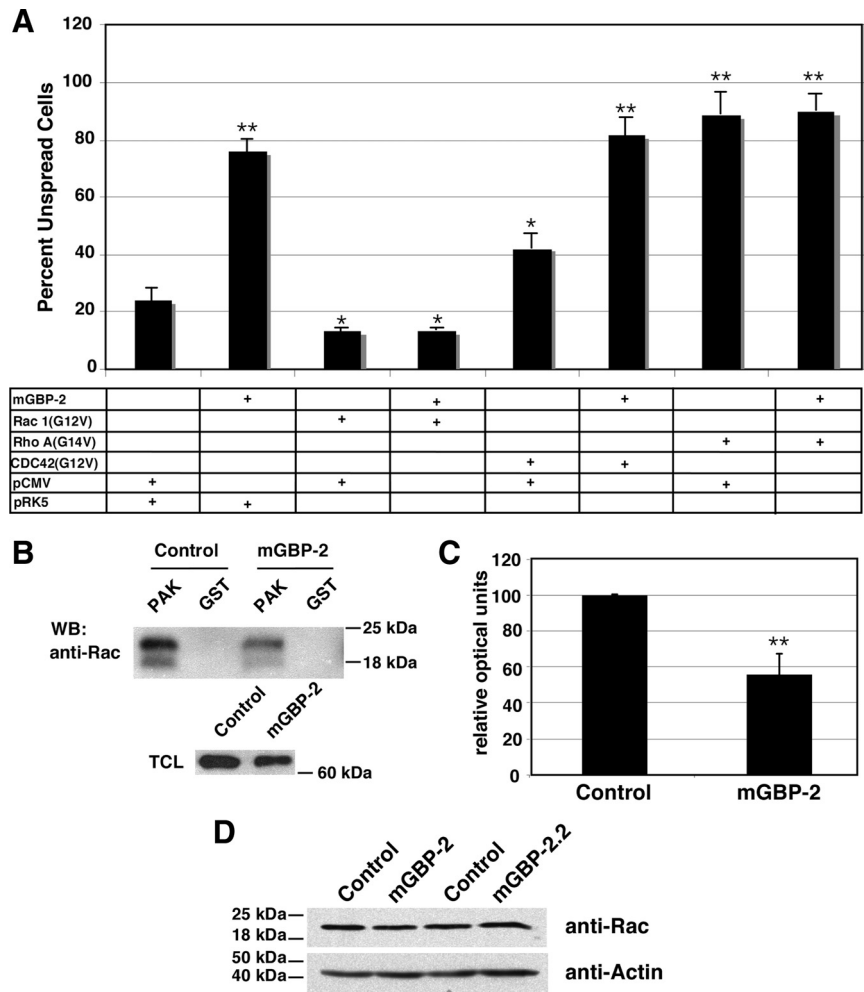 A
120
100
80
60
40
20
0
Percent Unspread Cells
** * * * ** ** **
mGBP-2 + + + +
Rac 1(G12V) + +
Rho A(G14V) + +
CDC42(G12V) + +
pCMV + + + +
pRK5 + +
B
Control mGBP-2
PAK GST PAK GST
WB:
anti-Rac
25 kDa
18 kDa
Control mGBP-2
TCL
60 kDa
C
120
100
80
60
40
20
0
relative optical units
**
Control mGBP-2
D
Control mGBP-2 Control mGBP-2.2
25 kDa
18 kDa
anti-Rac
50 kDa
40 kDa
anti-Actin